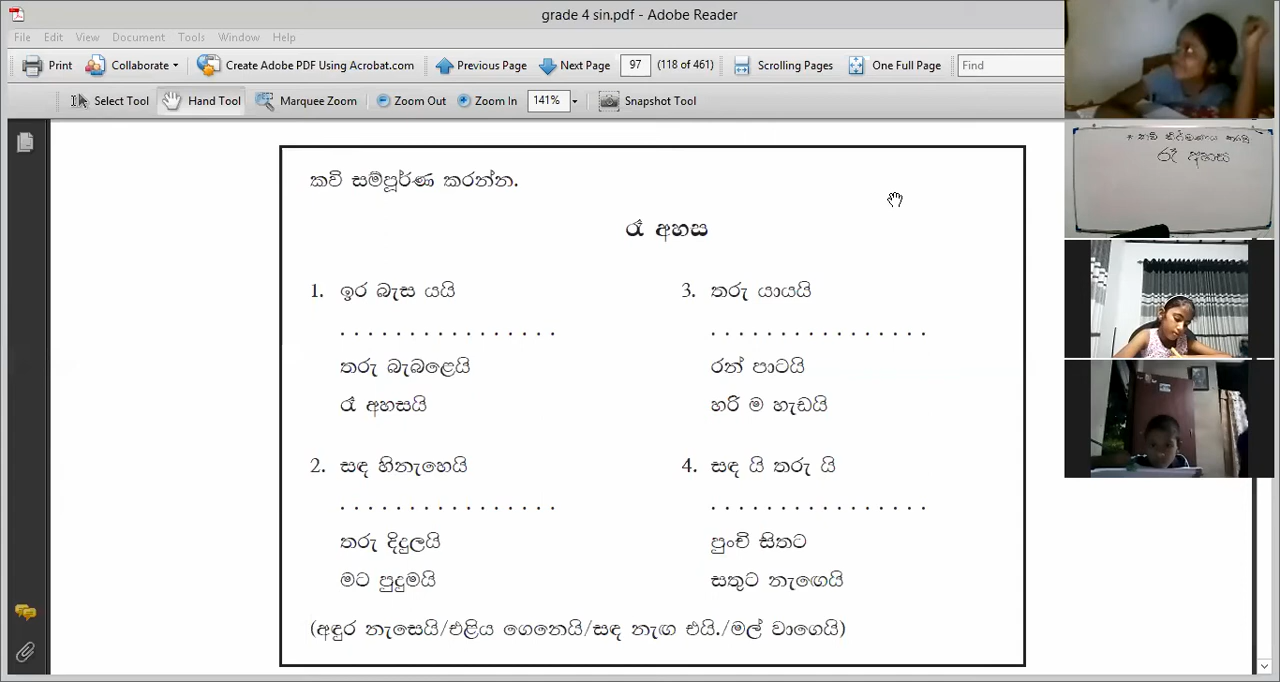 grade 4 sin.pdf - Adobe Reader
File Edit View Document Tools Window Help
Print Collaborate Create Adobe PDF Using Acrobat.com Previous Page Next Page 97 (118 of 461) Scrolling Pages One Full Page Find
Select Tool Hand Tool Marquee Zoom Zoom Out Zoom In 141% Snapshot Tool
කවි සම්පූර්ණ කරන්න.
රෑ අහස
1. ඉර බැස යයි
. . . . . . . . . . . . . . . .
තරු බැබළෙයි
රෑ අහසයි
2. සඳ හිනැහෙයි
. . . . . . . . . . . . . . . .
තරු දිදුලයි
මට පුදුමයි
3. තරු යායයි
. . . . . . . . . . . . . . . .
රන් පාටයි
හරි ම හැඩයි
4. සඳ යි තරු යි
. . . . . . . . . . . . . . . .
පුංචි සිතට
සතුට නැඟෙයි
(අඳුර නැසෙයි/එළිය ගෙනෙයි/සඳ නැඟ එයි./මල් වාගෙයි)
රෑ අහස